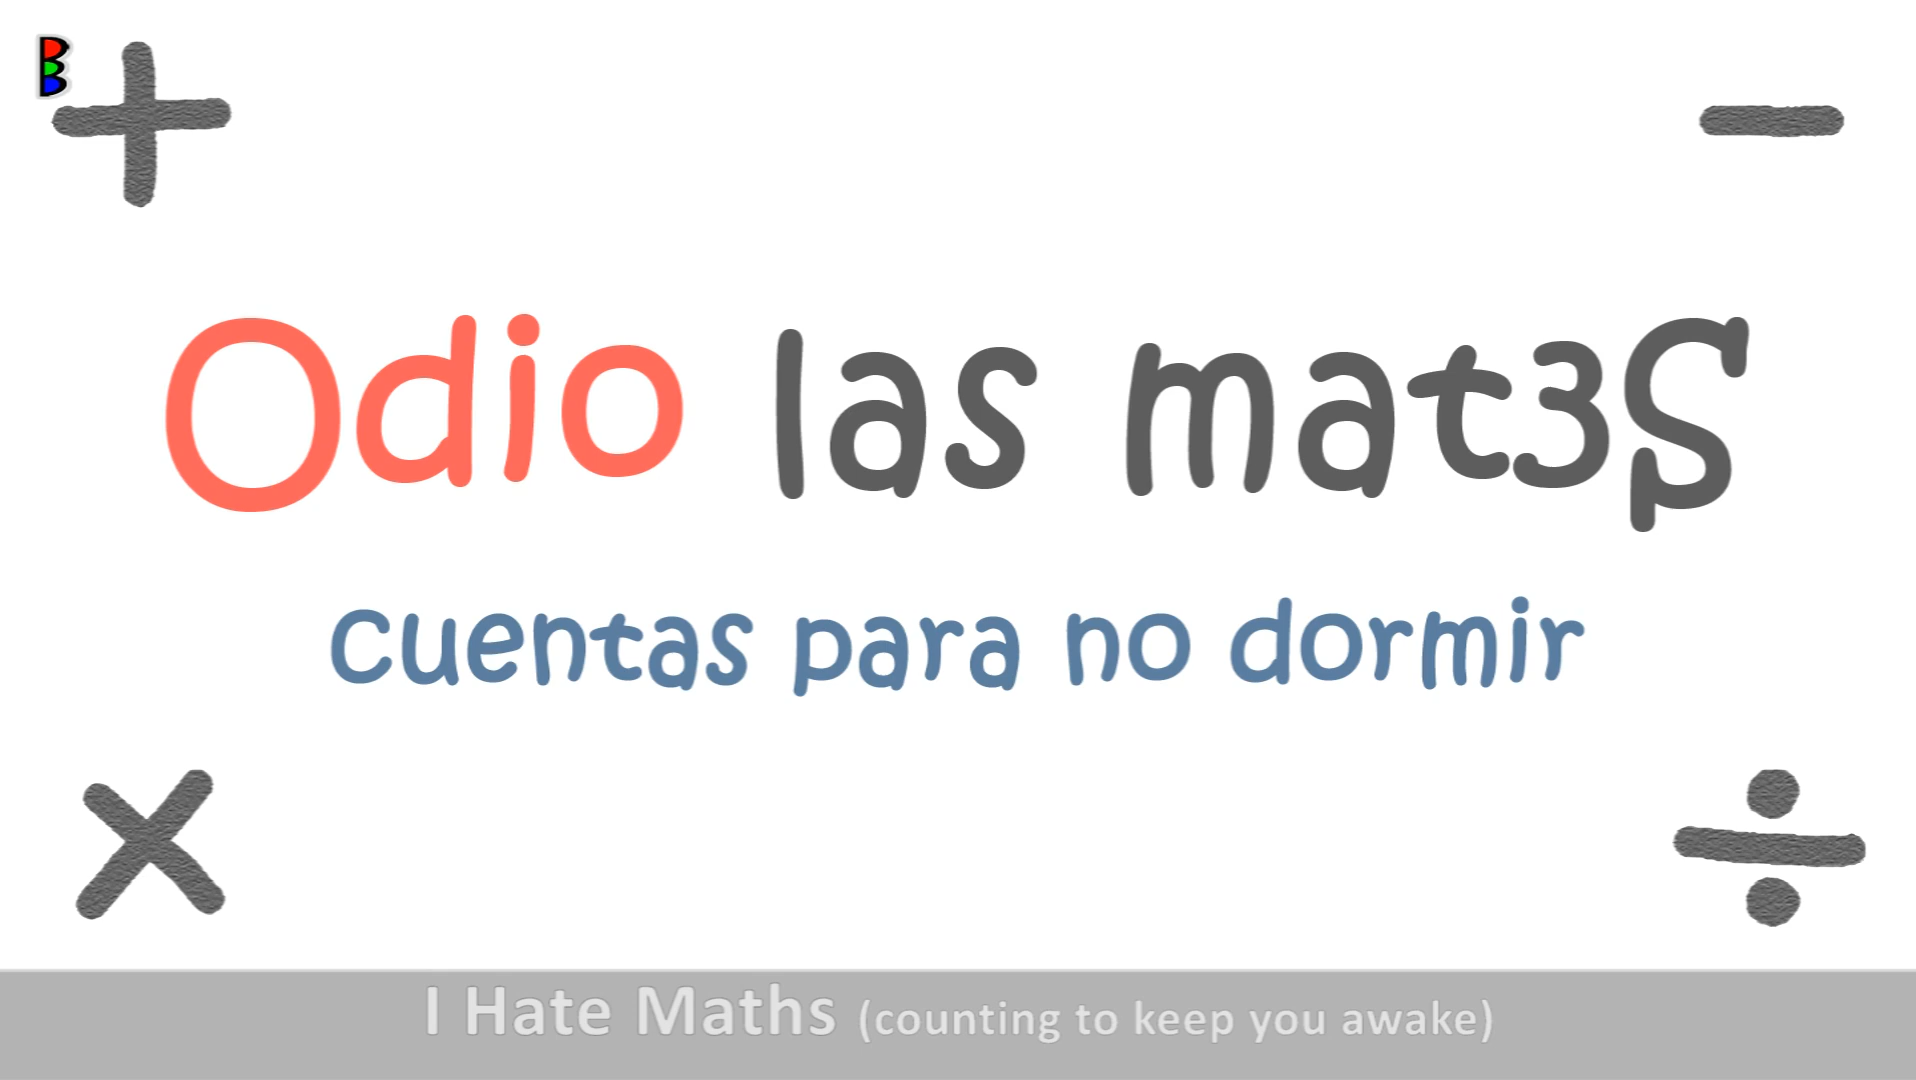 B
+ −
Odio las mat3S
cuentas para no dormir
× ÷
I Hate Maths (counting to keep you awake)